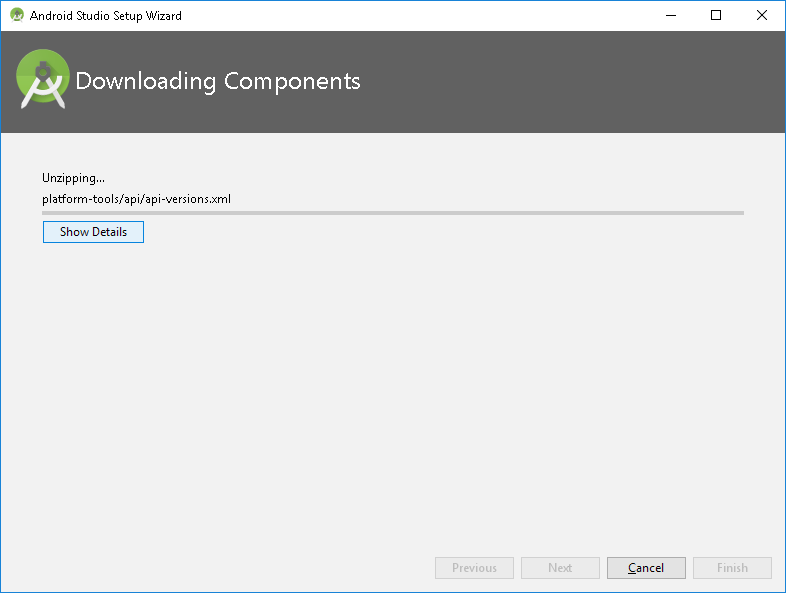 Android Studio Setup Wizard
Downloading Components
Unzipping...
platform-tools/api/api-versions.xml
Show Details
Previous Next Cancel Finish